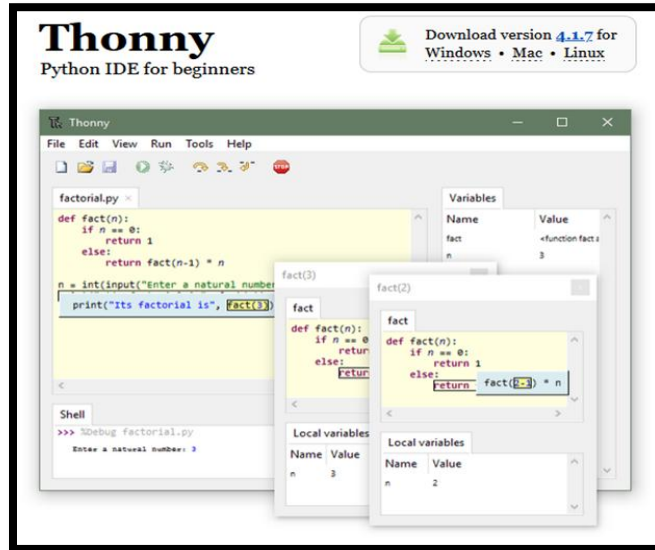 Thonny
Python IDE for beginners
Download version 4.1.7 for
Windows • Mac • Linux
Thonny
File Edit View Run Tools Help
factorial.py ×
def fact(n):
if n == 0:
return 1
else:
return fact(n-1) * n
n = int(input("Enter a natural number
print("Its factorial is", fact(3))
Shell
>>> %Debug factorial.py
Enter a natural number: 3
Variables
Name Value
fact <function fact a
n 3
fact(3)
fact
def fact(n):
if n == 0:
retur
else:
retur
Local variables
Name Value
n 3
fact(2)
fact
def fact(n):
if n == 0:
return 1
else:
return fact(2-1) * n
Local variables
Name Value
n 2